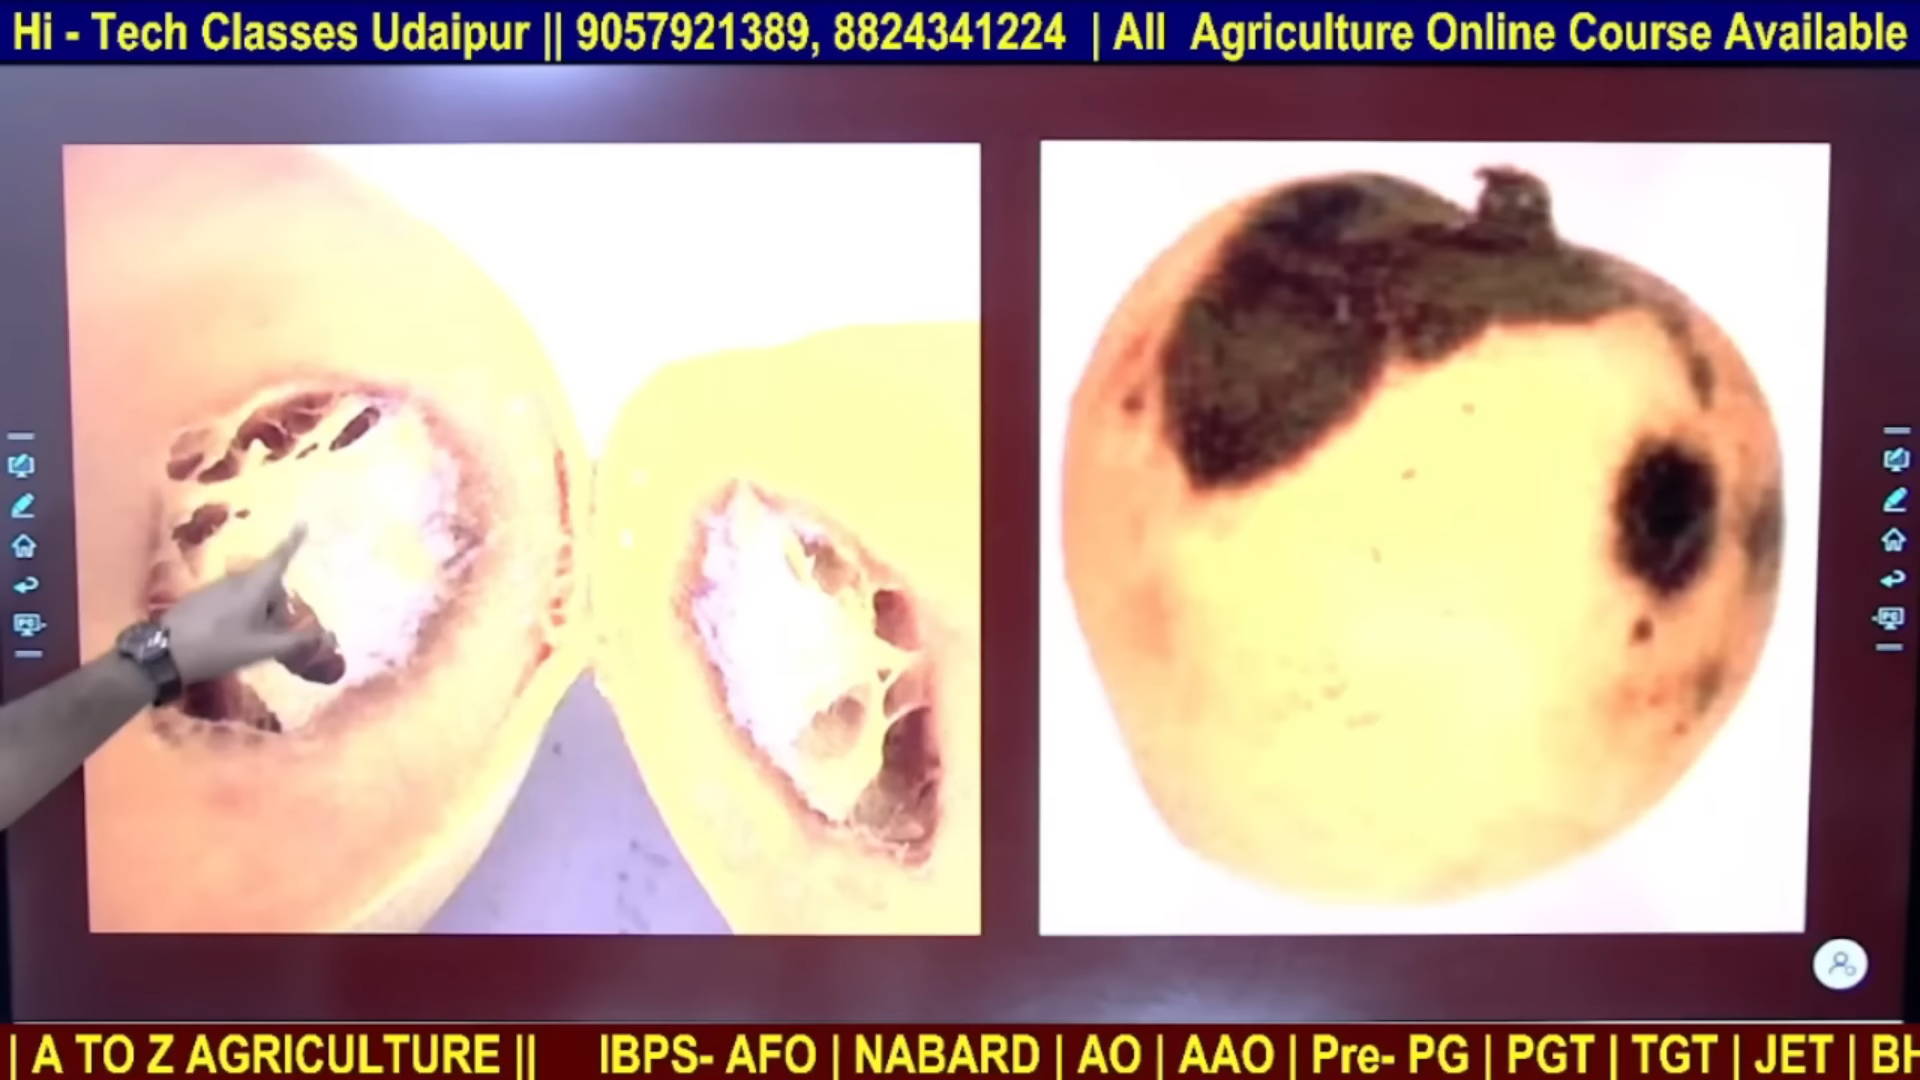 Hi - Tech Classes Udaipur || 9057921389, 8824341224 | All Agriculture Online Course Available
| A TO Z AGRICULTURE || IBPS- AFO | NABARD | AO | AAO | Pre- PG | PGT | TGT | JET | BH